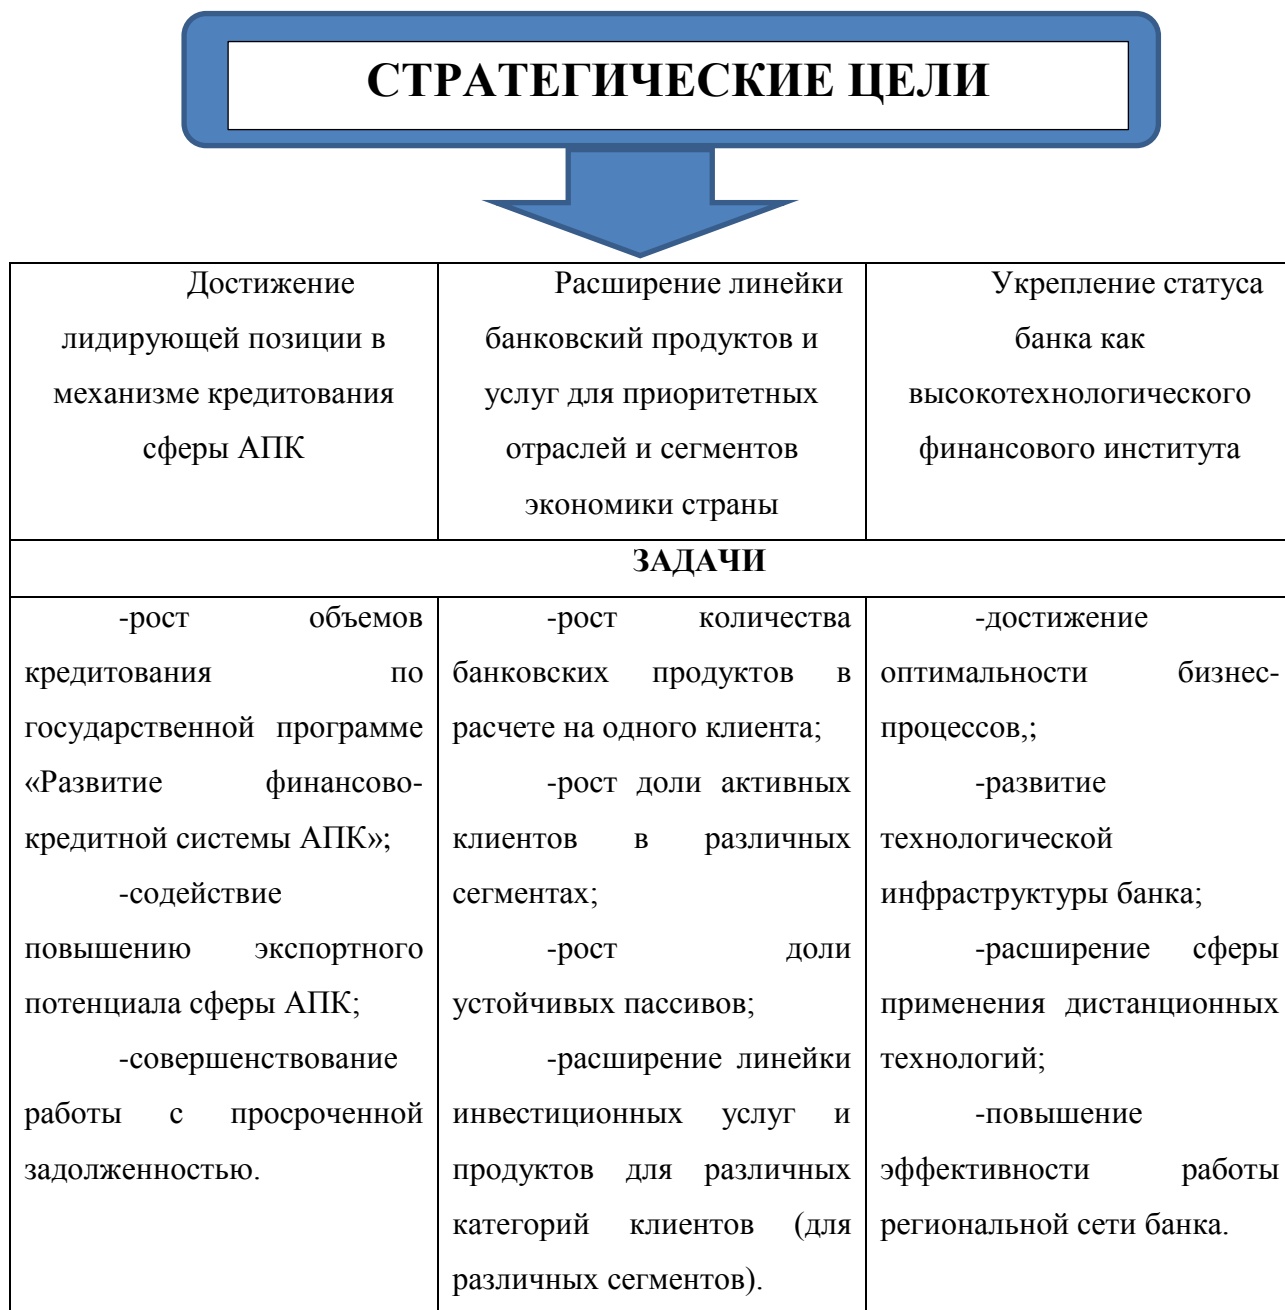 СТРАТЕГИЧЕСКИЕ ЦЕЛИ
Достижение
лидирующей позиции в
механизме кредитования
сферы АПК
Расширение линейки
банковский продуктов и
услуг для приоритетных
отраслей и сегментов
экономики страны
Укрепление статуса
банка как
высокотехнологического
финансового института
ЗАДАЧИ
-рост объемов
кредитования по
государственной программе
«Развитие финансово-
кредитной системы АПК»;
-содействие
повышению экспортного
потенциала сферы АПК;
-совершенствование
работы с просроченной
задолженностью.
-рост количества
банковских продуктов в
расчете на одного клиента;
-рост доли активных
клиентов в различных
сегментах;
-рост доли
устойчивых пассивов;
-расширение линейки
инвестиционных услуг и
продуктов для различных
категорий клиентов (для
различных сегментов).
-достижение
оптимальности бизнес-
процессов,;
-развитие
технологической
инфраструктуры банка;
-расширение сферы
применения дистанционных
технологий;
-повышение
эффективности работы
региональной сети банка.